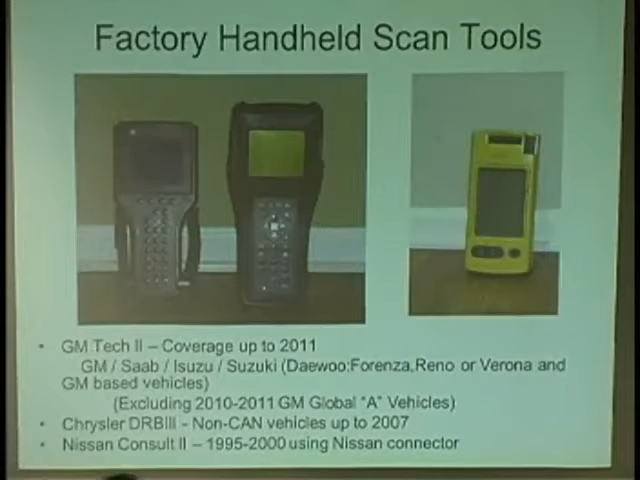 Factory Handheld Scan Tools
• GM Tech II – Coverage up to 2011
GM / Saab / Isuzu / Suzuki (Daewoo:Forenza,Reno or Verona and
GM based vehicles)
(Excluding 2010-2011 GM Global "A" Vehicles)
• Chrysler DRBIII - Non-CAN vehicles up to 2007
• Nissan Consult II – 1995-2000 using Nissan connector